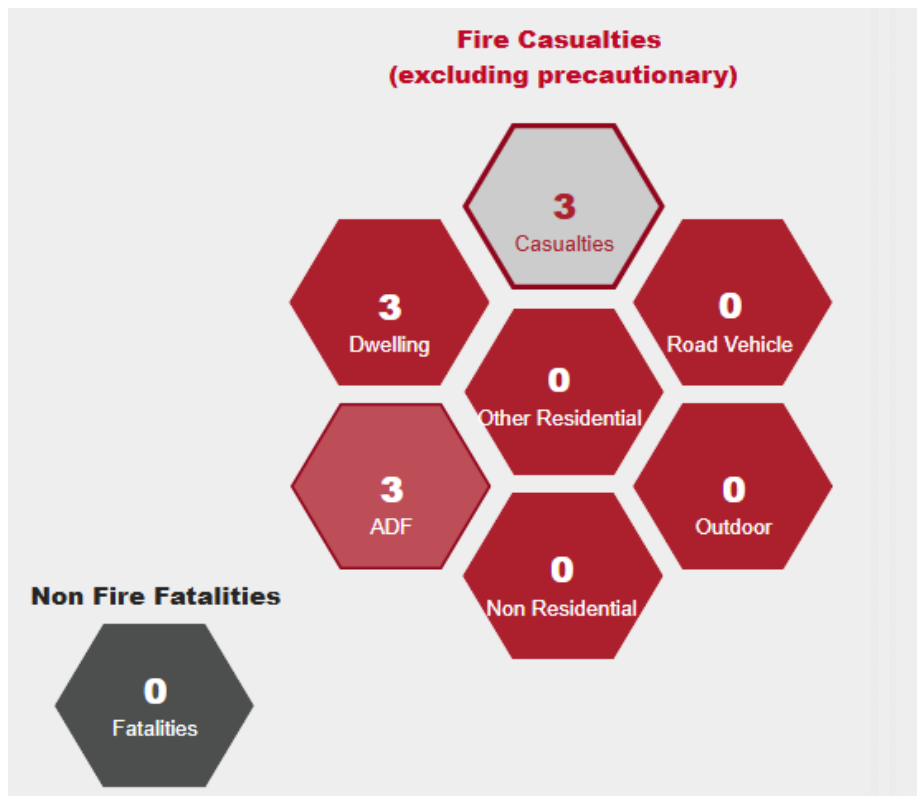 Fire Casualties
(excluding precautionary)
3
Casualties
3
Dwelling
0
Road Vehicle
0
Other Residential
3
ADF
0
Outdoor
0
Non Residential
Non Fire Fatalities
0
Fatalities